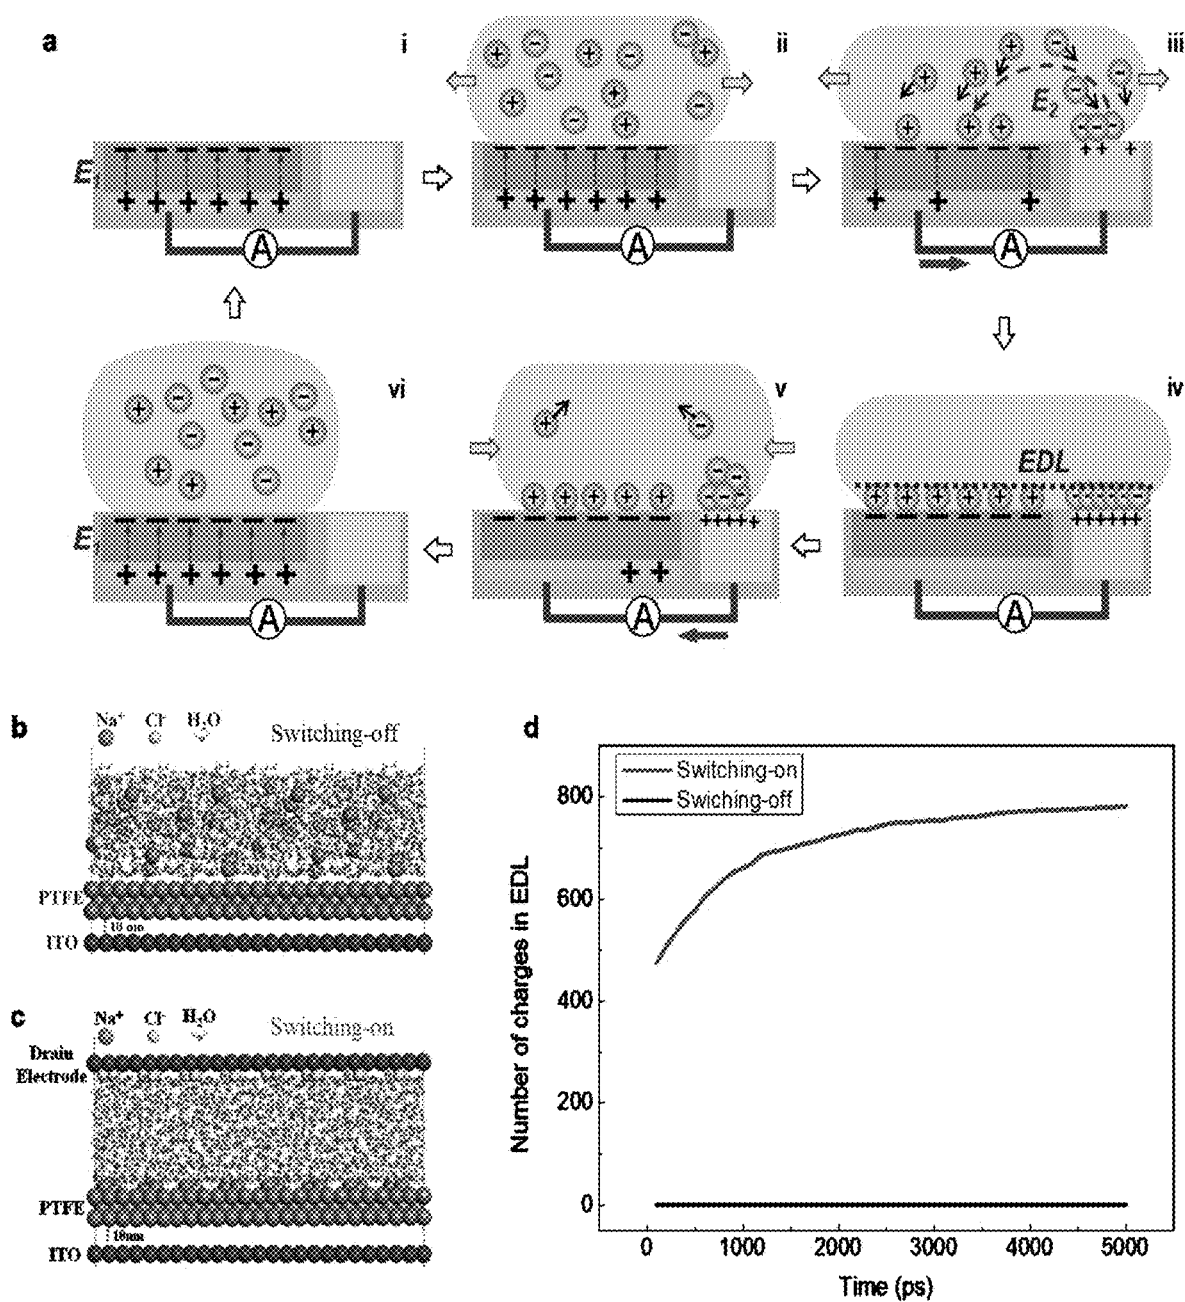 a
i
ii
iii
E₂
E
A
A
A
vi
v
iv
EDL
E
A
A
A
b
Na⁺ Cl⁻ H₂O
Switching-off
PTFE
10 nm
ITO
c
Na⁺ Cl⁻ H₂O
Switching-on
Drain
Electrode
PTFE
10nm
ITO
d
Switching-on
Swiching-off
Number of charges in EDL
800
600
400
200
0
0 1000 2000 3000 4000 5000
Time (ps)